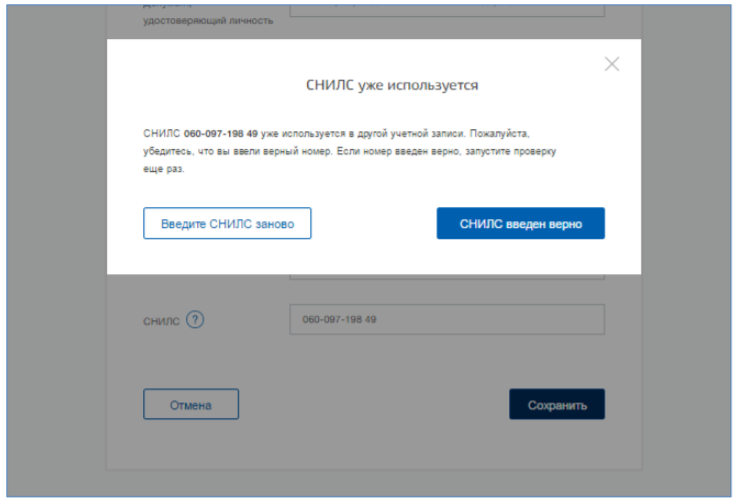 удостоверяющий личность
СНИЛС уже используется
СНИЛС 060-097-198 49 уже используется в другой учетной записи. Пожалуйста,
убедитесь, что вы ввели верный номер. Если номер введен верно, запустите проверку
еще раз.
Введите СНИЛС заново
СНИЛС введен верно
СНИЛС ?
060-097-198 49
Отмена
Сохранить